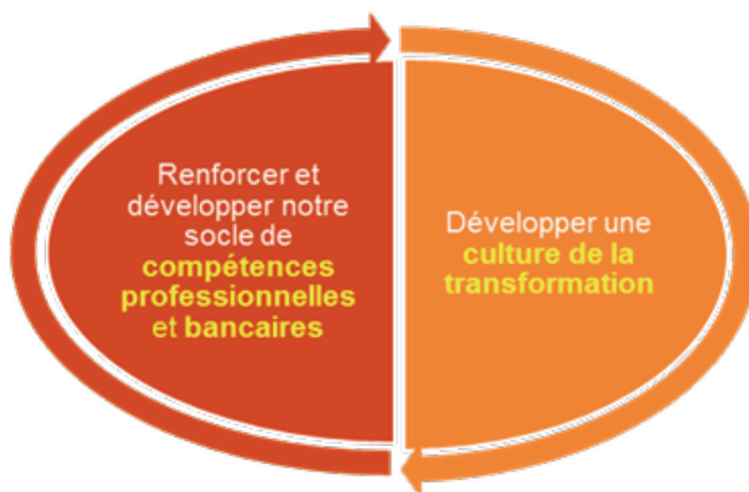 Renforcer et
développer notre
socle de
compétences
professionnelles
et bancaires
Développer une
culture de la
transformation